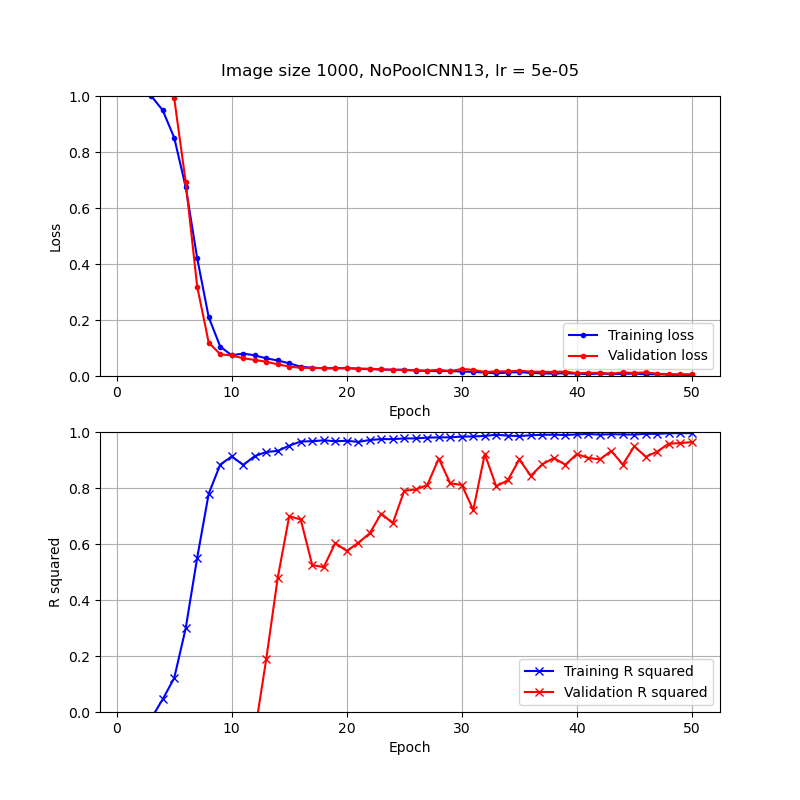 Image size 1000, NoPoolCNN13, lr = 5e-05
1.0
0.8
0.6
0.4
0.2
0.0
Loss
Training loss
Validation loss
0 10 20 30 40 50
Epoch
1.0
0.8
0.6
0.4
0.2
0.0
R squared
Training R squared
Validation R squared
0 10 20 30 40 50
Epoch